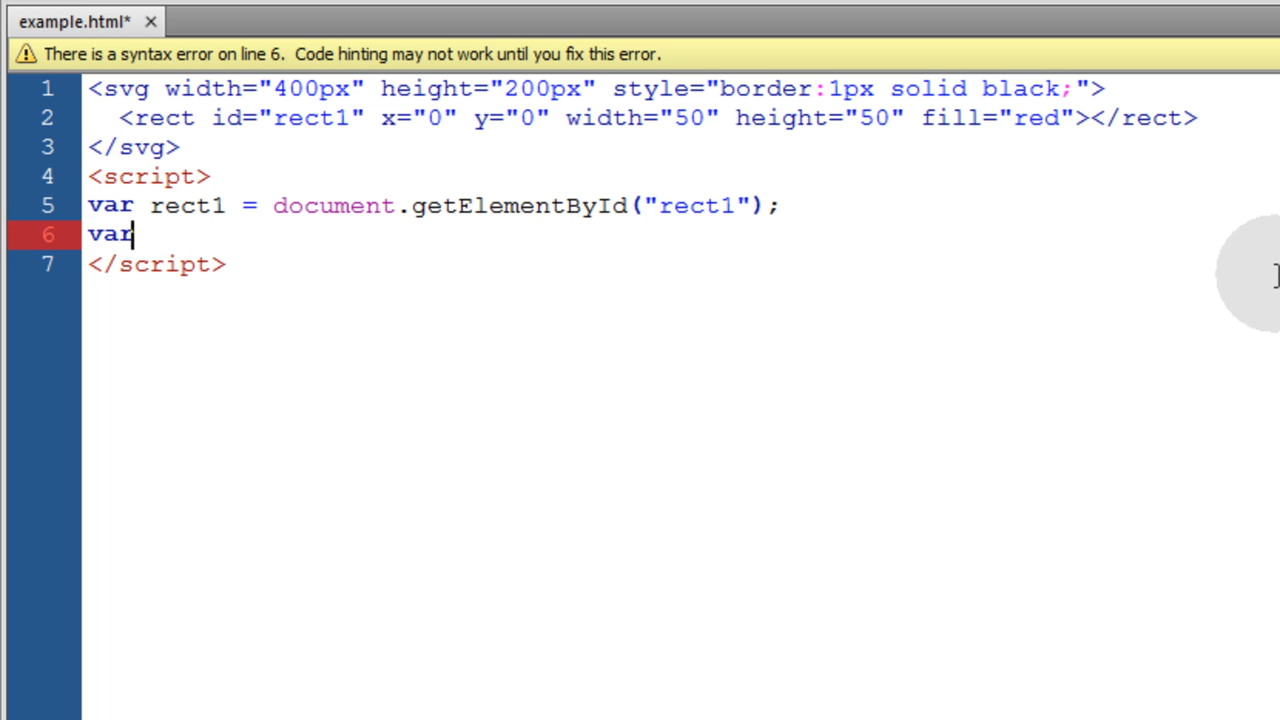 example.html* ×
There is a syntax error on line 6. Code hinting may not work until you fix this error.
1 <svg width="400px" height="200px" style="border:1px solid black;">
2 <rect id="rect1" x="0" y="0" width="50" height="50" fill="red"></rect>
3 </svg>
4 <script>
5 var rect1 = document.getElementById("rect1");
6 var
7 </script>